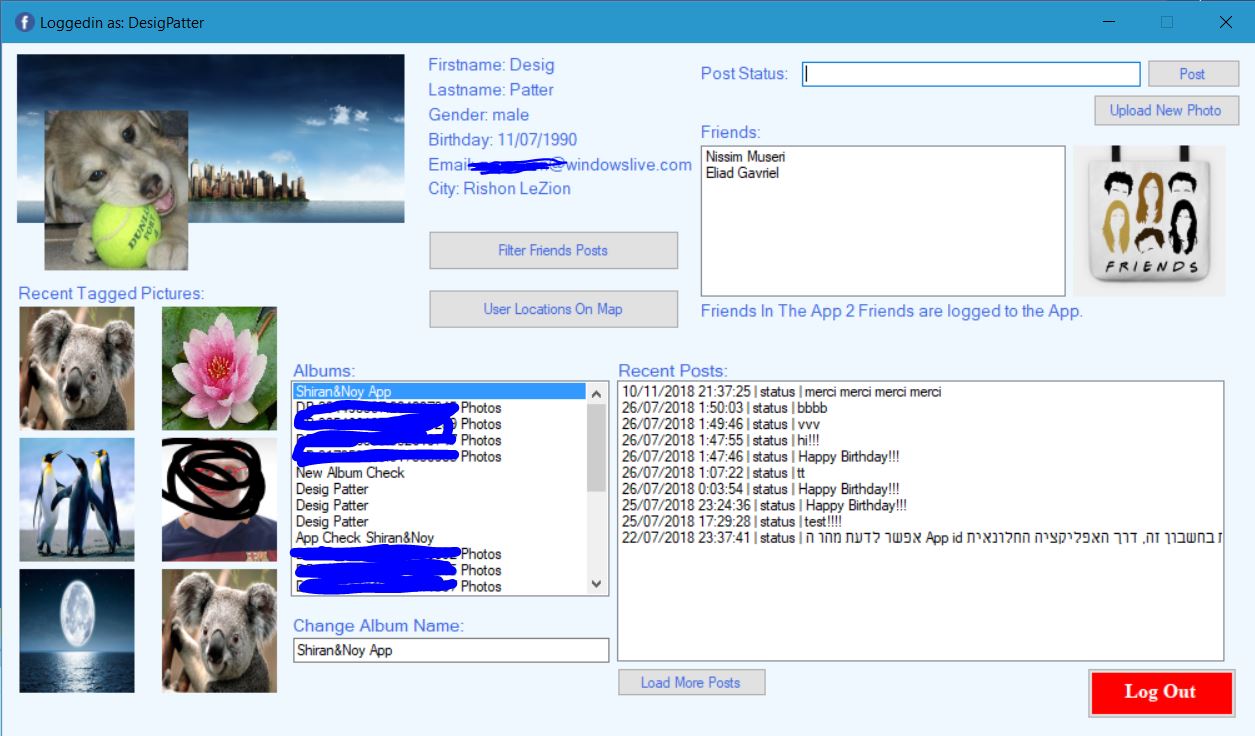 Loggedin as: DesigPatter
Firstname: Desig
Lastname: Patter
Gender: male
Birthday: 11/07/1990
Email: @windowslive.com
City: Rishon LeZion
Filter Friends Posts
User Locations On Map
Post Status:
Post
Upload New Photo
Friends:
Nissim Museri
Eliad Gavriel
FRIENDS
Friends In The App 2 Friends are logged to the App.
Recent Tagged Pictures:
Albums:
Shiran&Noy App
Photos
Photos
Photos
Photos
New Album Check
Desig Patter
Desig Patter
Desig Patter
App Check Shiran&Noy
Photos
Photos
Photos
Change Album Name:
Shiran&Noy App
Recent Posts:
10/11/2018 21:37:25 | status | merci merci merci merci
26/07/2018 1:50:03 | status | bbbb
26/07/2018 1:49:46 | status | vvv
26/07/2018 1:47:55 | status | hi!!!
26/07/2018 1:47:46 | status | Happy Birthday!!!
26/07/2018 1:07:22 | status | tt
26/07/2018 0:03:54 | status | Happy Birthday!!!
25/07/2018 23:24:36 | status | Happy Birthday!!!
25/07/2018 17:29:28 | status | test!!!!
22/07/2018 23:37:41 | status | אפשר לדעת מהו ה App id ת בחשבון זה, דרך האפליקציה החלונאית
Load More Posts
Log Out